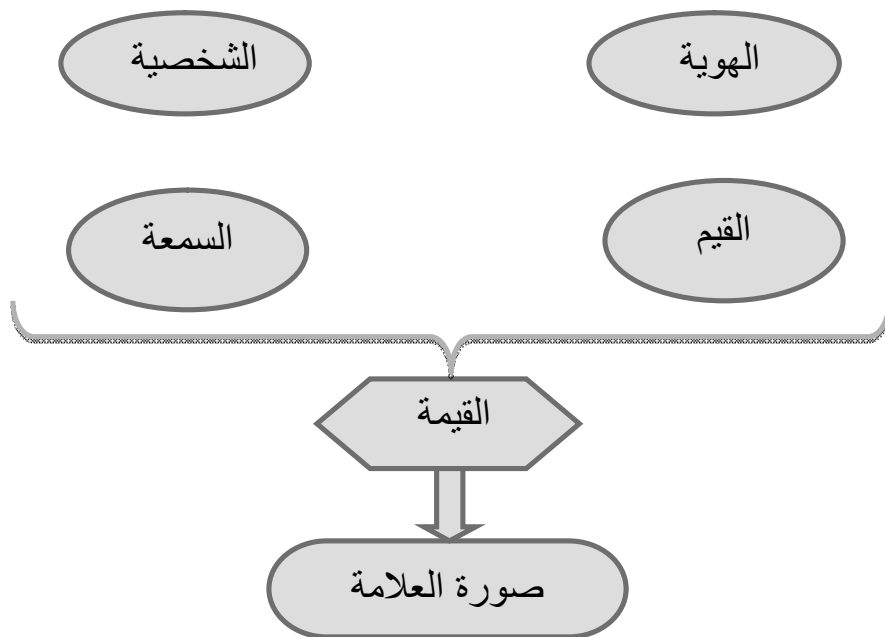 الهوية
الشخصية
القيم
السمعة
القيمة
صورة العلامة